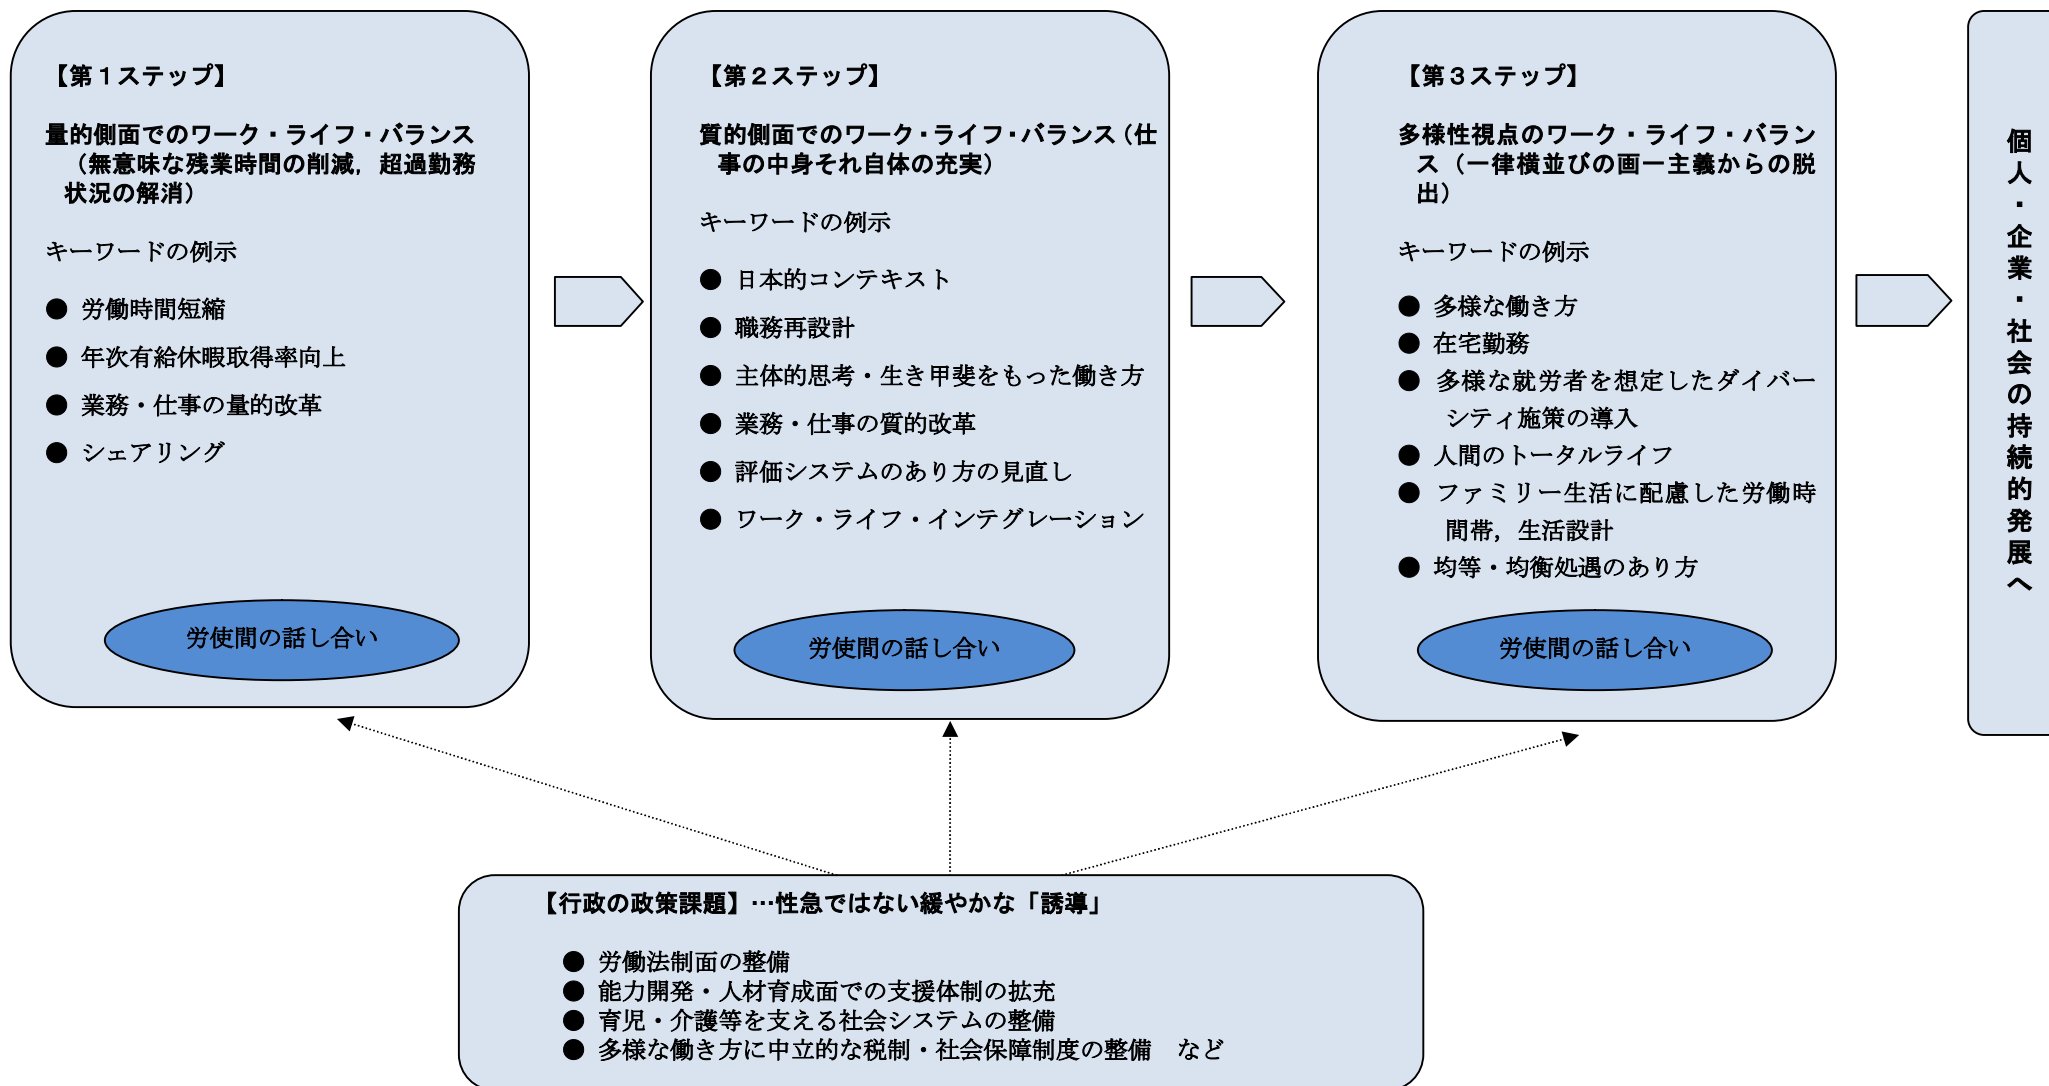 【第１ステップ】
量的側面でのワーク・ライフ・バランス
（無意味な残業時間の削減，超過勤務
状況の解消）
キーワードの例示
● 労働時間短縮
● 年次有給休暇取得率向上
● 業務・仕事の量的改革
● シェアリング
労使間の話し合い
【第２ステップ】
質的側面でのワーク・ライフ・バランス（仕
事の中身それ自体の充実）
キーワードの例示
● 日本的コンテキスト
● 職務再設計
● 主体的思考・生き甲斐をもった働き方
● 業務・仕事の質的改革
● 評価システムのあり方の見直し
● ワーク・ライフ・インテグレーション
労使間の話し合い
【第３ステップ】
多様性視点のワーク・ライフ・バラン
ス（一律横並びの画一主義からの脱
出）
キーワードの例示
● 多様な働き方
● 在宅勤務
● 多様な就労者を想定したダイバー
シティ施策の導入
● 人間のトータルライフ
● ファミリー生活に配慮した労働時
間帯，生活設計
● 均等・均衡処遇のあり方
労使間の話し合い
個人・企業・社会の持続的発展へ
【行政の政策課題】…性急ではない緩やかな「誘導」
● 労働法制面の整備
● 能力開発・人材育成面での支援体制の拡充
● 育児・介護等を支える社会システムの整備
● 多様な働き方に中立的な税制・社会保障制度の整備　など